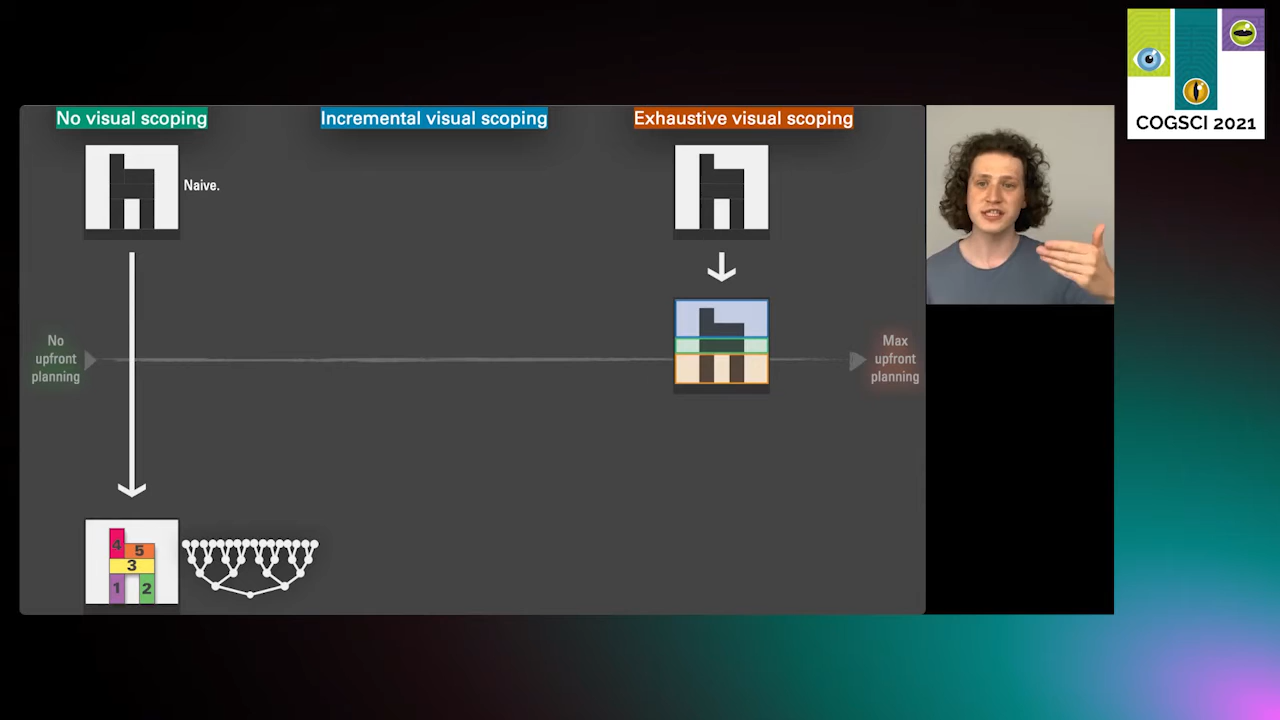 No visual scoping
Incremental visual scoping
Exhaustive visual scoping
COGSCI 2021
Naive.
No
upfront
planning
Max
upfront
planning
4
5
3
1
2